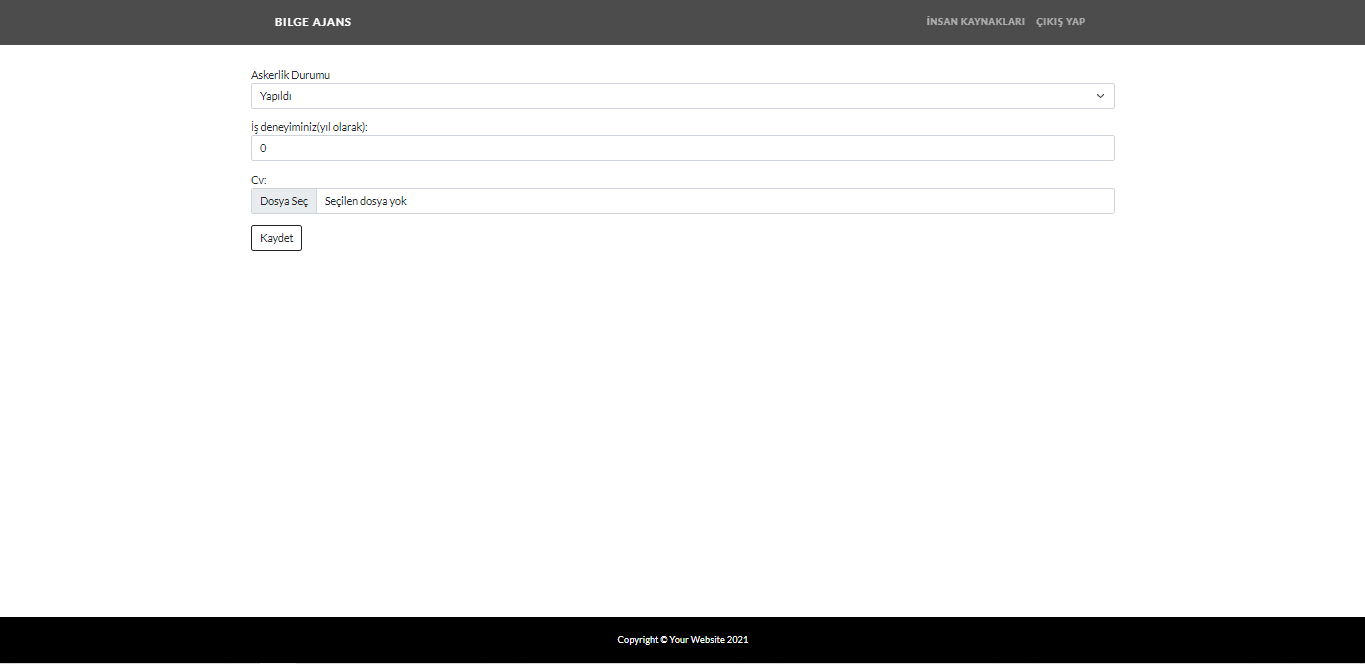 BILGE AJANS İNSAN KAYNAKLARI ÇIKIŞ YAP
Askerlik Durumu
Yapıldı
İş deneyiminiz(yıl olarak):
0
Cv:
Dosya Seç Seçilen dosya yok
Kaydet
Copyright © Your Website 2021